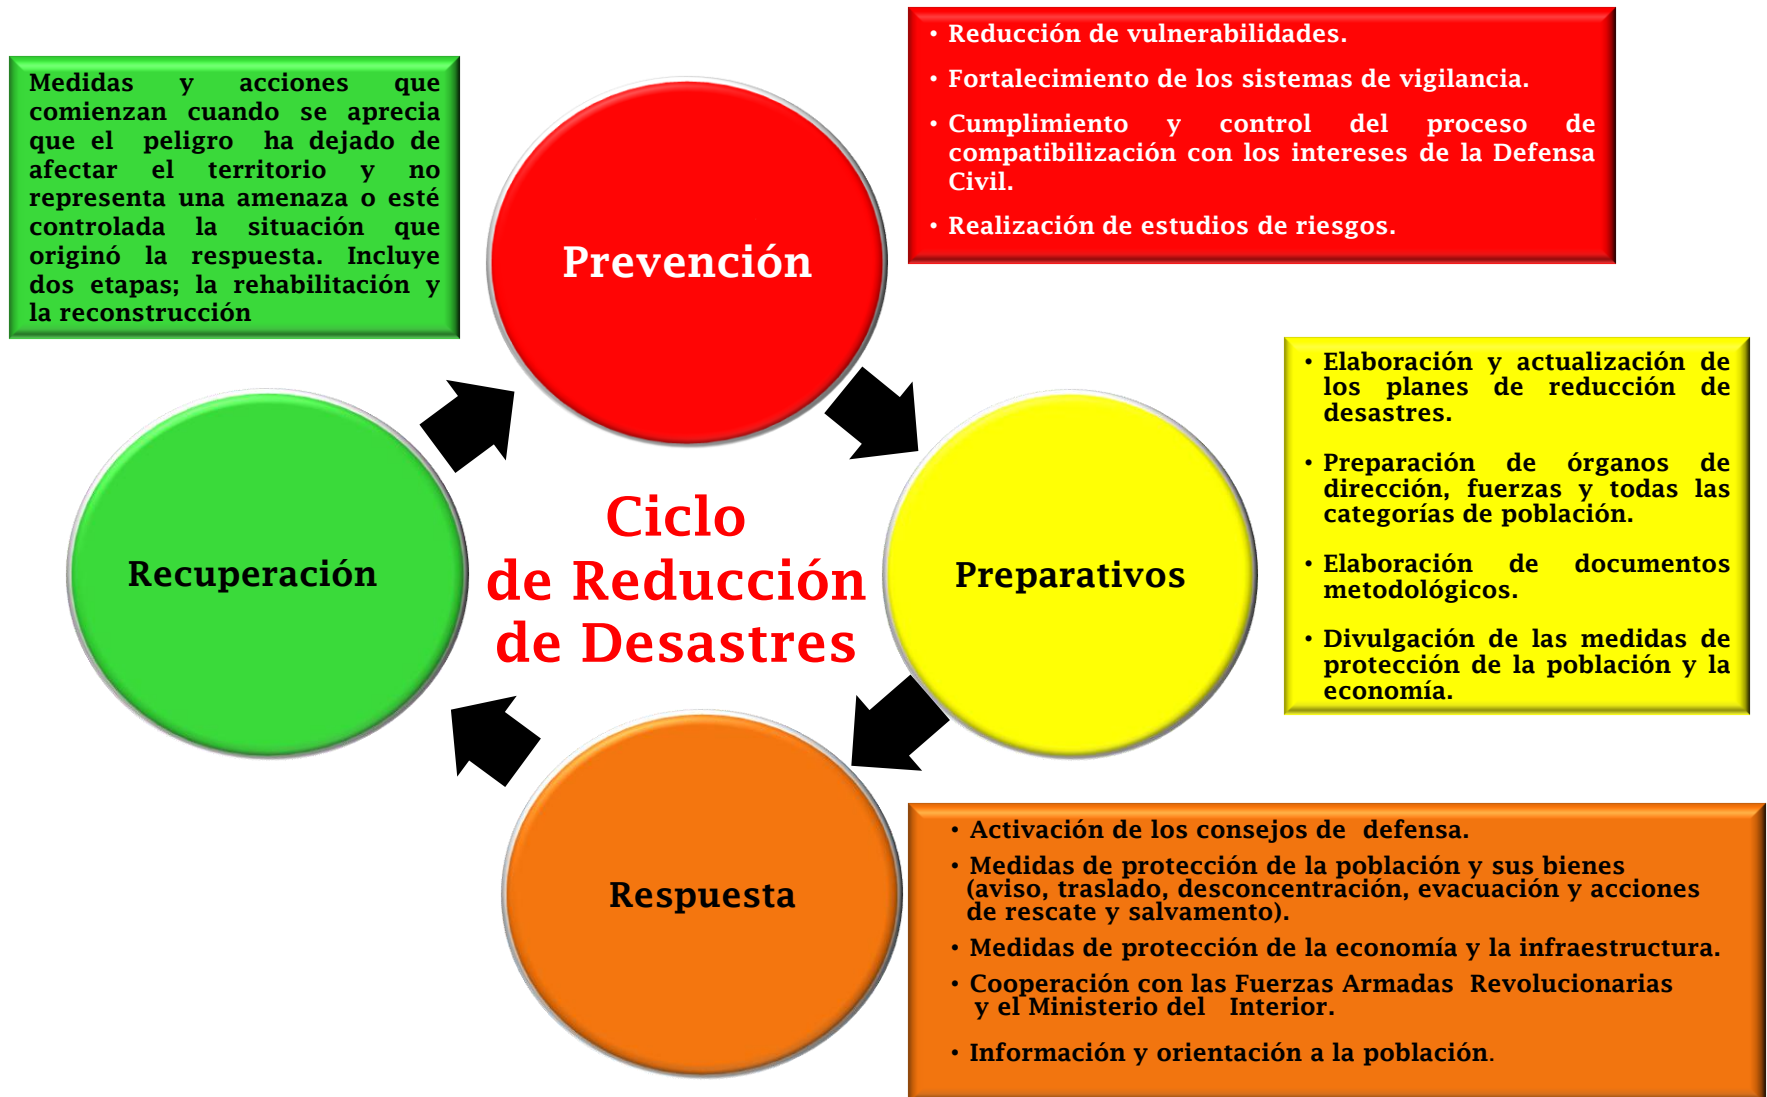 Medidas y acciones que
comienzan cuando se aprecia
que el peligro ha dejado de
afectar el territorio y no
representa una amenaza o esté
controlada la situación que
originó la respuesta. Incluye
dos etapas; la rehabilitación y
la reconstrucción
Prevención
• Reducción de vulnerabilidades.
• Fortalecimiento de los sistemas de vigilancia.
• Cumplimiento y control del proceso de
compatibilización con los intereses de la Defensa
Civil.
• Realización de estudios de riesgos.
Recuperación
Ciclo
de Reducción
de Desastres
Preparativos
• Elaboración y actualización de
los planes de reducción de
desastres.
• Preparación de órganos de
dirección, fuerzas y todas las
categorías de población.
• Elaboración de documentos
metodológicos.
• Divulgación de las medidas de
protección de la población y la
economía.
Respuesta
• Activación de los consejos de defensa.
• Medidas de protección de la población y sus bienes
(aviso, traslado, desconcentración, evacuación y acciones
de rescate y salvamento).
• Medidas de protección de la economía y la infraestructura.
• Cooperación con las Fuerzas Armadas Revolucionarias
y el Ministerio del Interior.
• Información y orientación a la población.